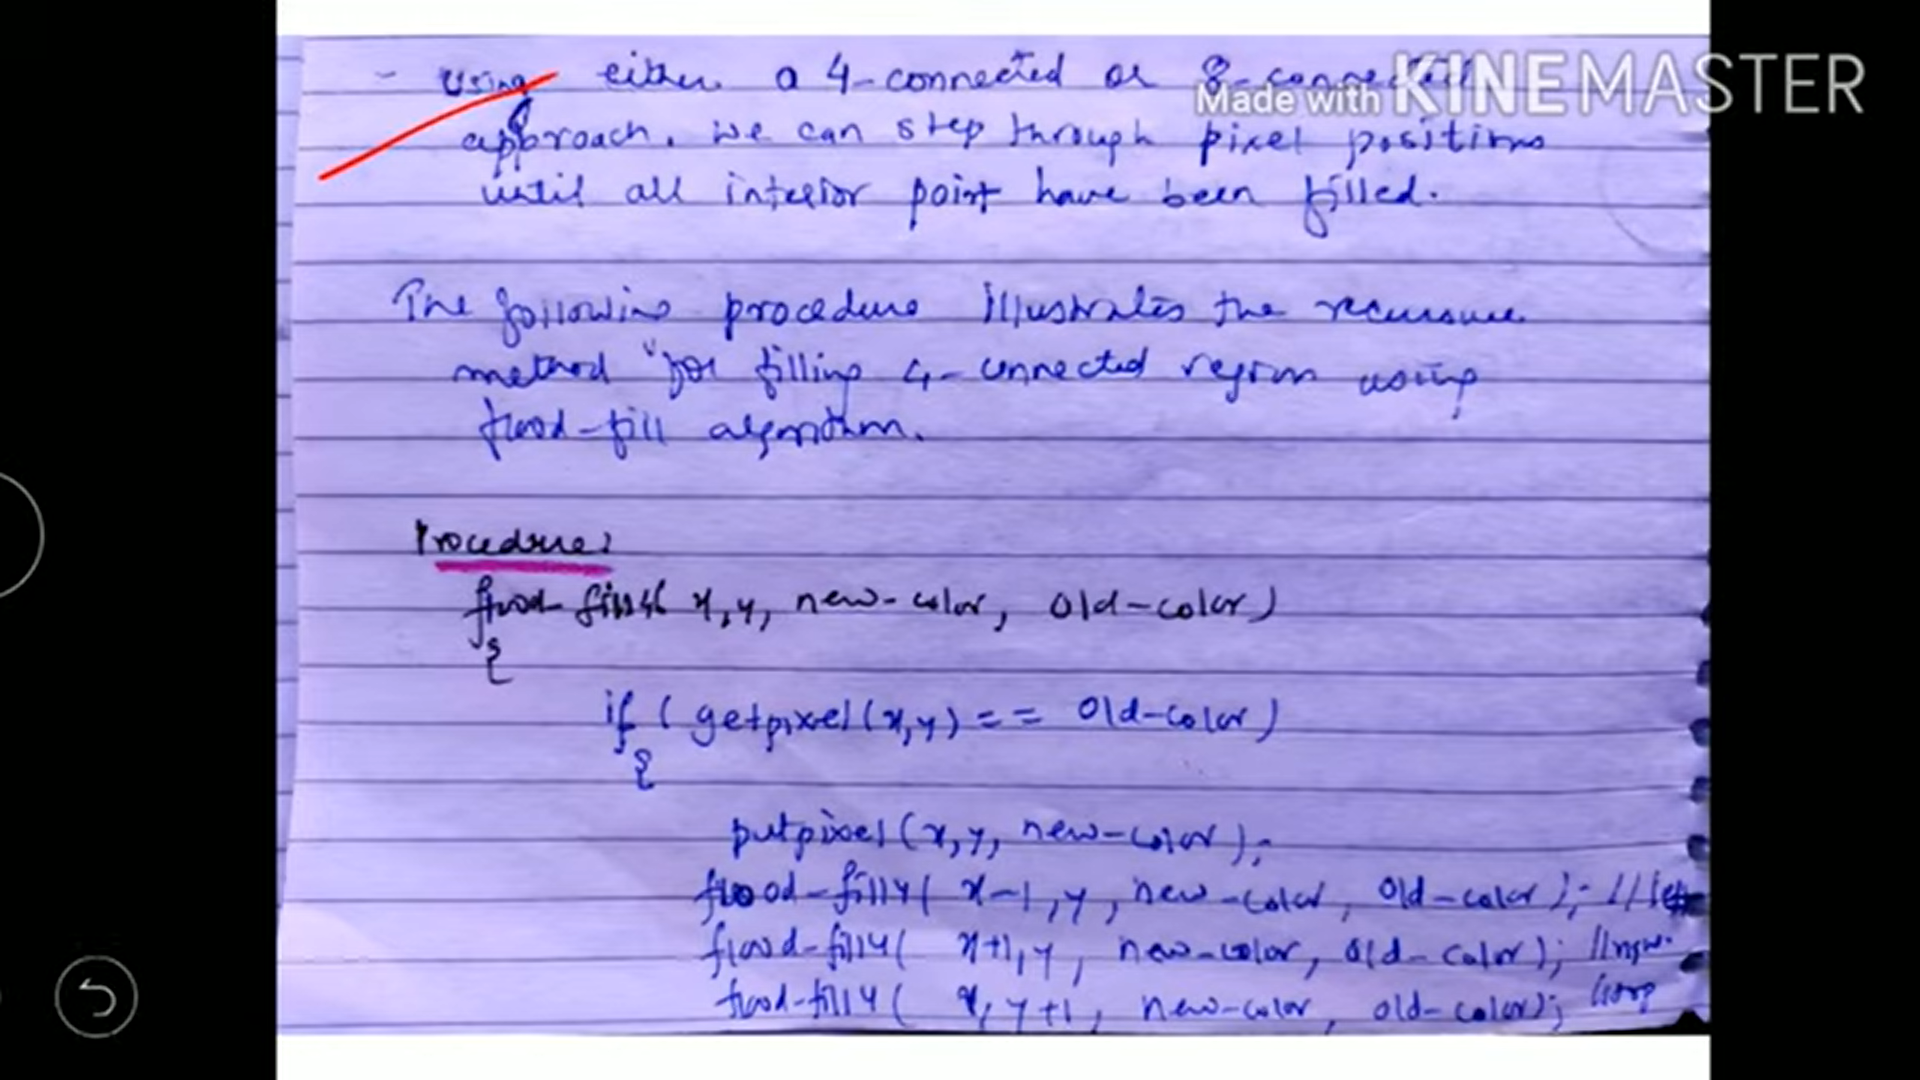 - Using either a 4-connected or 8-connected
Made with KINEMASTER
approach. We can step through pixel positions
until all interior point have been filled.
The following procedure illustrates the recursive
method for filling 4-connected region using
flood-fill algorithm.
Procedure:
flood-fill4( x,y, new-color, old-color)
{
if ( getpixel(x,y) == old-color)
{
putpixel(x,y, new-color);
flood-fill4( x-1,y, new-color, old-color); //left
flood-fill4( x+1,y, new-color, old-color);
flood-fill4( x, y+1, new-color, old-color);